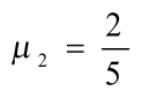 μ₂ = 2/5